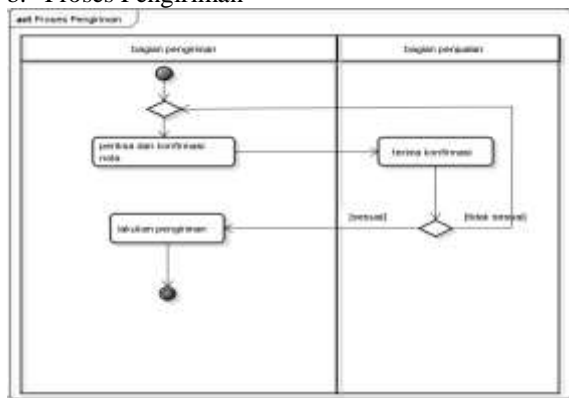 b. Proses Pengiriman
act Proses Pengiriman
bagian pengiriman
bagian penjualan
periksa dan konfirmasi
nota
terima konfirmasi
[sesuai]
[tidak sesuai]
lakukan pengiriman